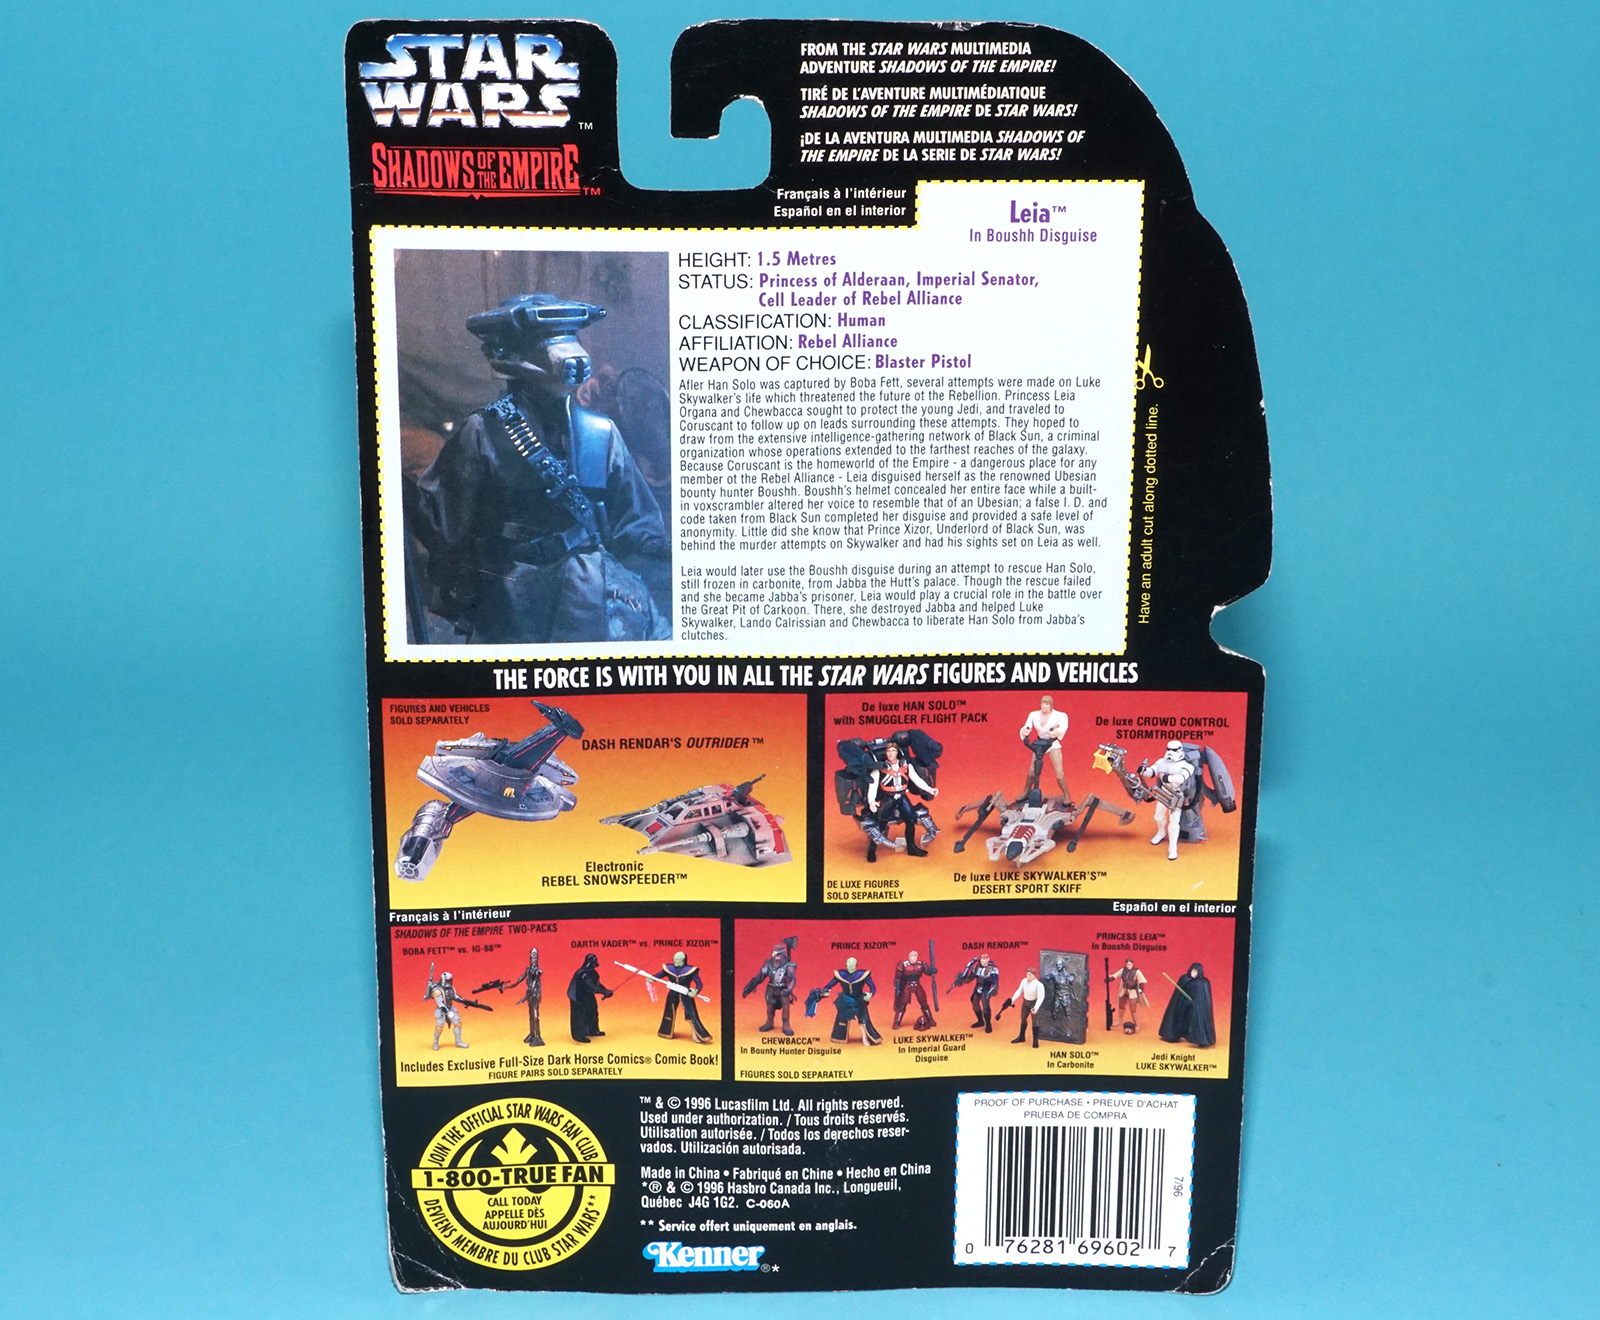 STAR
WARS™
SHADOWS OF THE EMPIRE™
FROM THE STAR WARS MULTIMEDIA
ADVENTURE SHADOWS OF THE EMPIRE!
TIRÉ DE L'AVENTURE MULTIMÉDIATIQUE
SHADOWS OF THE EMPIRE DE STAR WARS!
¡DE LA AVENTURA MULTIMEDIA SHADOWS OF
THE EMPIRE DE LA SERIE DE STAR WARS!
Français à l'intérieur
Español en el interior
Leia™
In Boushh Disguise
HEIGHT: 1.5 Metres
STATUS: Princess of Alderaan, Imperial Senator,
Cell Leader of Rebel Alliance
CLASSIFICATION: Human
AFFILIATION: Rebel Alliance
WEAPON OF CHOICE: Blaster Pistol
After Han Solo was captured by Boba Fett, several attempts were made on Luke
Skywalker's life which threatened the future of the Rebellion. Princess Leia
Organa and Chewbacca sought to protect the young Jedi, and traveled to
Coruscant to follow up on leads surrounding these attempts. They hoped to
draw from the extensive intelligence-gathering network of Black Sun, a criminal
organization whose operations extended to the farthest reaches of the galaxy.
Because Coruscant is the homeworld of the Empire - a dangerous place for any
member of the Rebel Alliance - Leia disguised herself as the renowned Ubesian
bounty hunter Boushh. Boushh's helmet concealed her entire face while a built-
in voxscrambler altered her voice to resemble that of an Ubesian; a false I. D. and
code taken from Black Sun completed her disguise and provided a safe level of
anonymity. Little did she know that Prince Xizor, Underlord of Black Sun, was
behind the murder attempts on Skywalker and had his sights set on Leia as well.
Leia would later use the Boushh disguise during an attempt to rescue Han Solo,
still frozen in carbonite, from Jabba the Hutt's palace. Though the rescue failed
and she became Jabba's prisoner, Leia would play a crucial role in the battle over
the Great Pit of Carkoon. There, she destroyed Jabba and helped Luke
Skywalker, Lando Calrissian and Chewbacca to liberate Han Solo from Jabba's
clutches.
Have an adult cut along dotted line.
THE FORCE IS WITH YOU IN ALL THE STAR WARS FIGURES AND VEHICLES
FIGURES AND VEHICLES
SOLD SEPARATELY
DASH RENDAR'S OUTRIDER™
Electronic
REBEL SNOWSPEEDER™
De luxe HAN SOLO™
with SMUGGLER FLIGHT PACK
De luxe CROWD CONTROL
STORMTROOPER™
De luxe LUKE SKYWALKER'S™
DESERT SPORT SKIFF
DE LUXE FIGURES
SOLD SEPARATELY
Français à l'intérieur
Español en el interior
SHADOWS OF THE EMPIRE TWO-PACKS
BOBA FETT™ vs. IG-88™
DARTH VADER™ vs. PRINCE XIZOR™
Includes Exclusive Full-Size Dark Horse Comics® Comic Book!
FIGURE PAIRS SOLD SEPARATELY
PRINCE XIZOR™
DASH RENDAR™
PRINCESS LEIA™
In Boushh Disguise
CHEWBACCA™
In Bounty Hunter Disguise
LUKE SKYWALKER™
In Imperial Guard
Disguise
HAN SOLO™
In Carbonite
Jedi Knight
LUKE SKYWALKER™
FIGURES SOLD SEPARATELY
JOIN THE OFFICIAL STAR WARS FAN CLUB
1-800-TRUE FAN
CALL TODAY
APPELLE DÈS
AUJOURD'HUI
DEVIENS MEMBRE DU CLUB STAR WARS**
™ & © 1996 Lucasfilm Ltd. All rights reserved.
Used under authorization. / Tous droits réservés.
Utilisation autorisée. / Todos los derechos reser-
vados. Utilización autorisada.
Made in China • Fabriqué en Chine • Hecho en China
*® & © 1996 Hasbro Canada Inc., Longueuil,
Québec J4G 1G2. C-060A
** Service offert uniquement en anglais.
Kenner®*
PROOF OF PURCHASE • PREUVE D'ACHAT
PRUEBA DE COMPRA
7/96
0 76281 69602 7